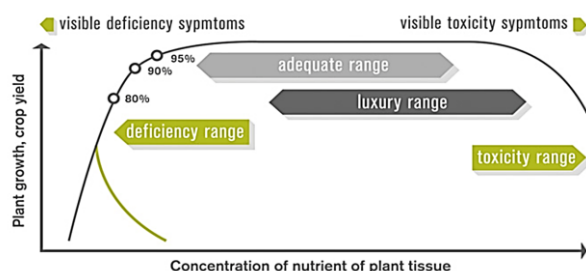 visible deficiency sypmtoms
visible toxicity sypmtoms
95%
90%
80%
adequate range
luxury range
deficiency range
toxicity range
Plant growth, crop yield
Concentration of nutrient of plant tissue